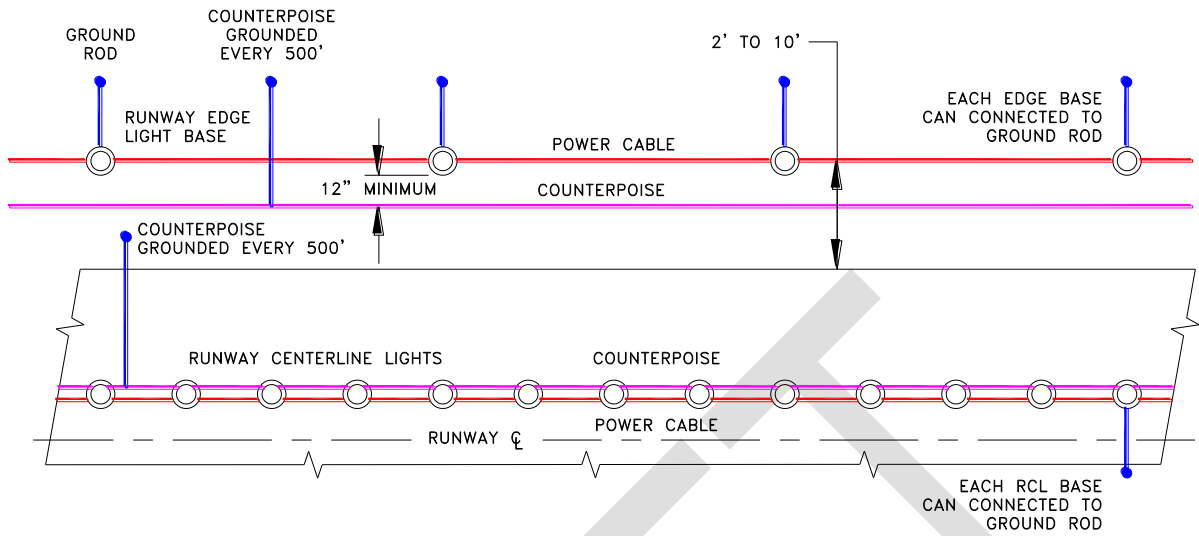 COUNTERPOISE
GROUNDED
EVERY 500'
GROUND
ROD
2' TO 10'
RUNWAY EDGE
LIGHT BASE
EACH EDGE BASE
CAN CONNECTED TO
GROUND ROD
POWER CABLE
12" MINIMUM
COUNTERPOISE
COUNTERPOISE
GROUNDED EVERY 500'
RUNWAY CENTERLINE LIGHTS
COUNTERPOISE
POWER CABLE
RUNWAY ℄
EACH RCL BASE
CAN CONNECTED TO
GROUND ROD